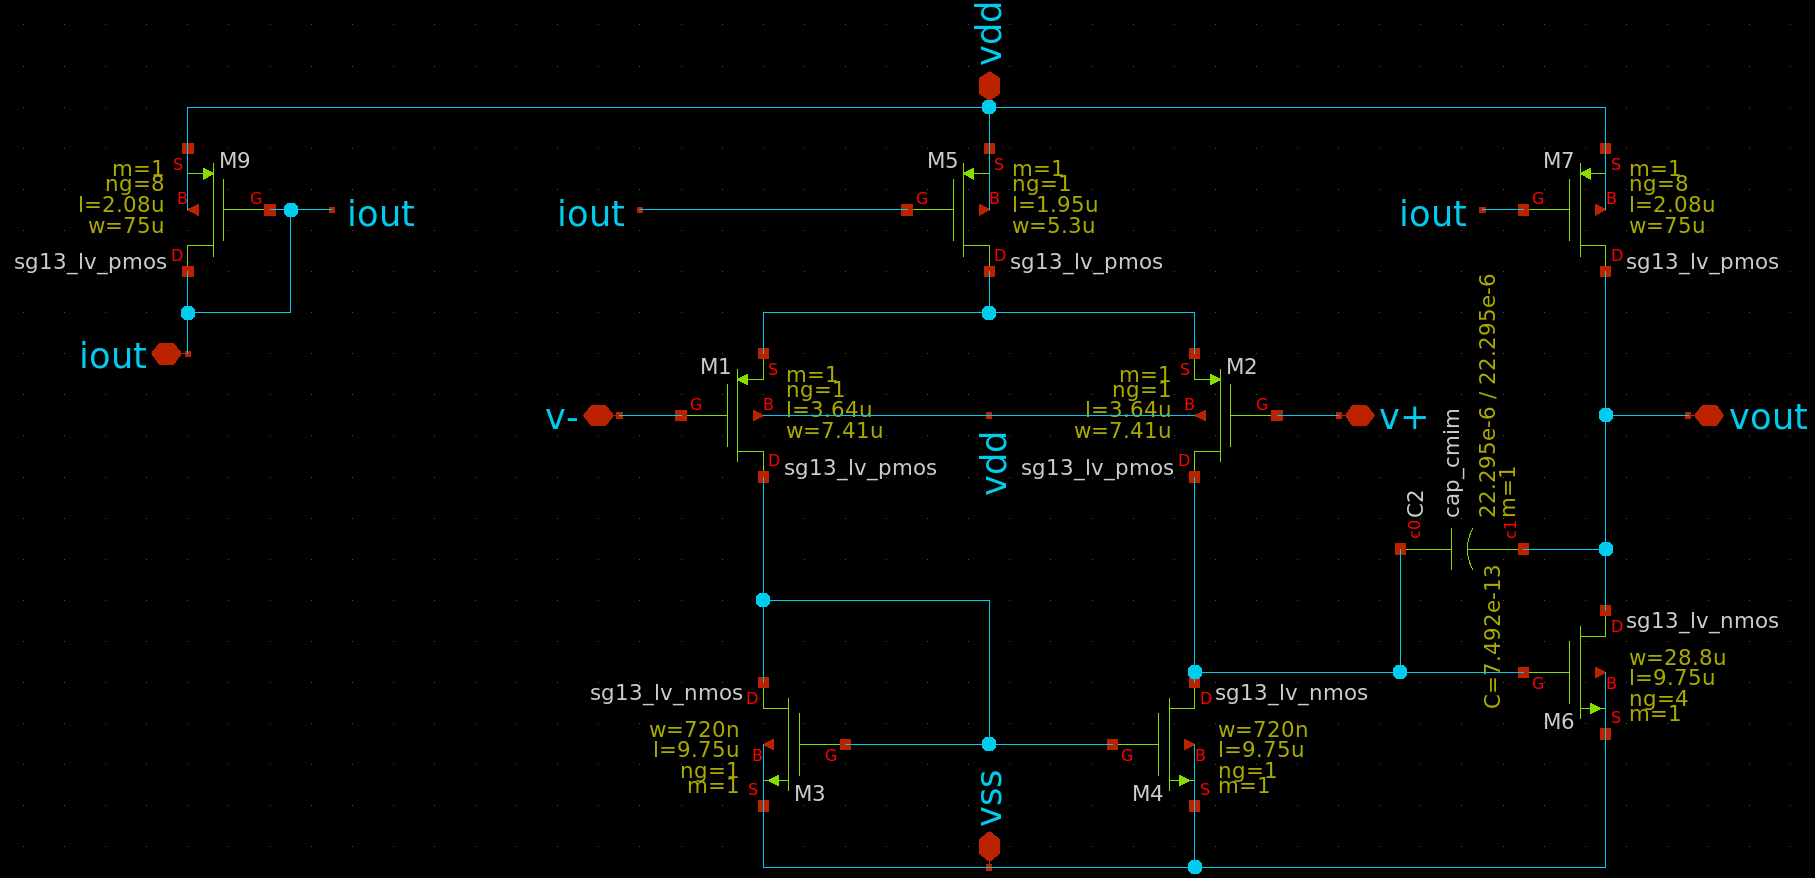 vdd
S
M9
m=1
ng=8
B
G
l=2.08u
w=75u
iout
D
sg13_lv_pmos
iout
iout
G
M5
S
m=1
ng=1
B
l=1.95u
w=5.3u
D
sg13_lv_pmos
iout
G
M7
S
m=1
ng=8
B
l=2.08u
w=75u
D
sg13_lv_pmos
v-
G
M1
S
m=1
ng=1
B
l=3.64u
w=7.41u
D
sg13_lv_pmos
vdd
S
M2
m=1
ng=1
B
G
l=3.64u
w=7.41u
D
sg13_lv_pmos
v+
vout
C2
c0
cap_cmim
22.295e-6 / 22.295e-6
m=1
c1
C=7.492e-13
sg13_lv_nmos
D
w=720n
l=9.75u
B
G
ng=1
m=1
S
M3
vss
sg13_lv_nmos
D
w=720n
l=9.75u
G
B
ng=1
m=1
S
M4
sg13_lv_nmos
D
w=28.8u
l=9.75u
G
B
ng=4
m=1
S
M6